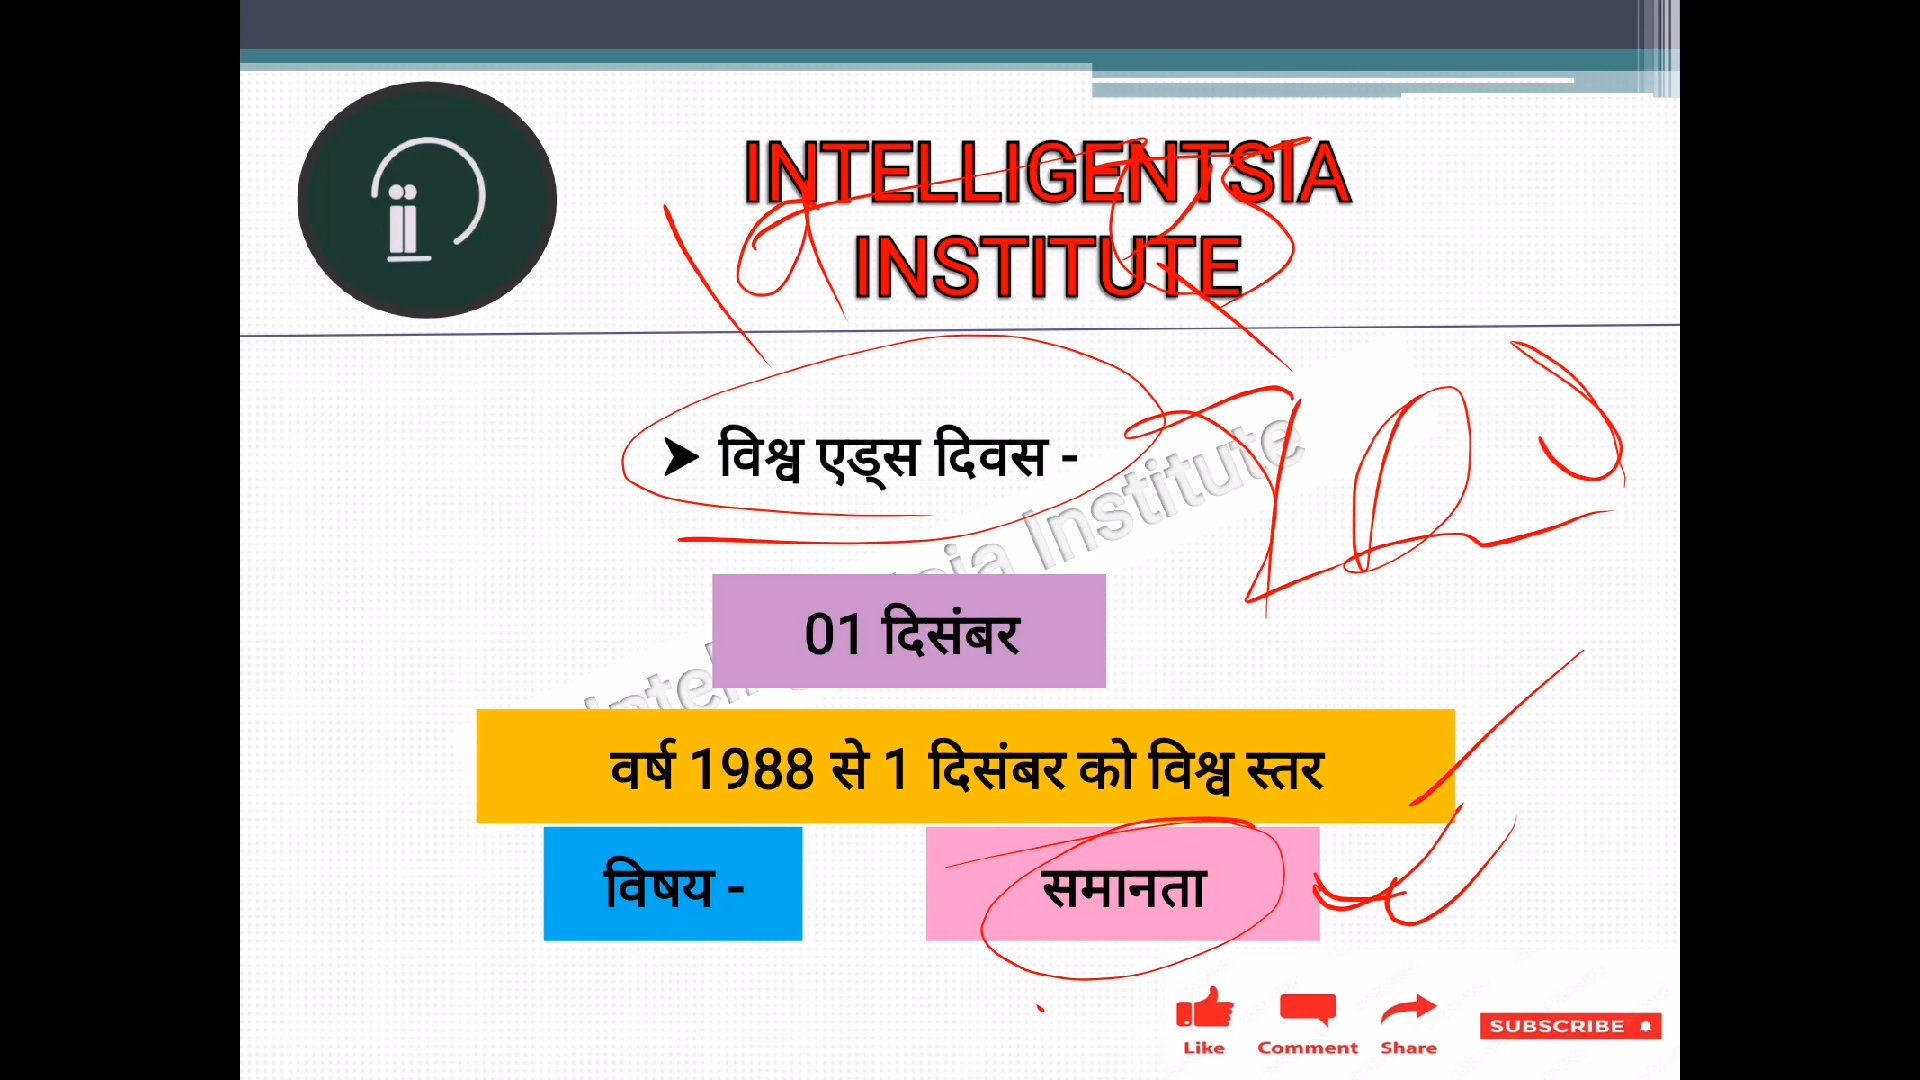 INTELLIGENTSIA
INSTITUTE
➤ विश्व एड्स दिवस -
01 दिसंबर
वर्ष 1988 से 1 दिसंबर को विश्व स्तर
विषय -
समानता
Like
Comment
Share
SUBSCRIBE